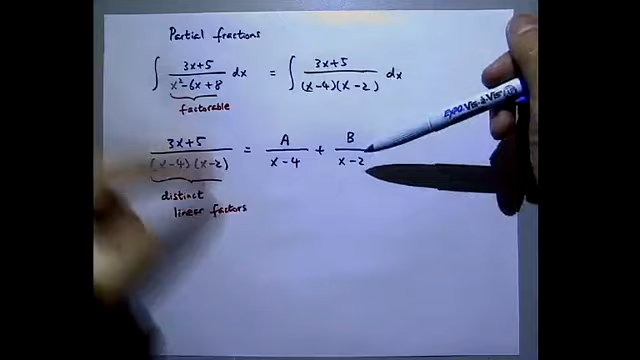 Partial fractions
∫ 3x+5 / x²-6x+8 dx = ∫ 3x+5 / (x-4)(x-2) dx
factorable
3x+5 / (x-4)(x-2) = A / x-4 + B / x-2
distinct
linear factors
EXPO VIS-à-VIS